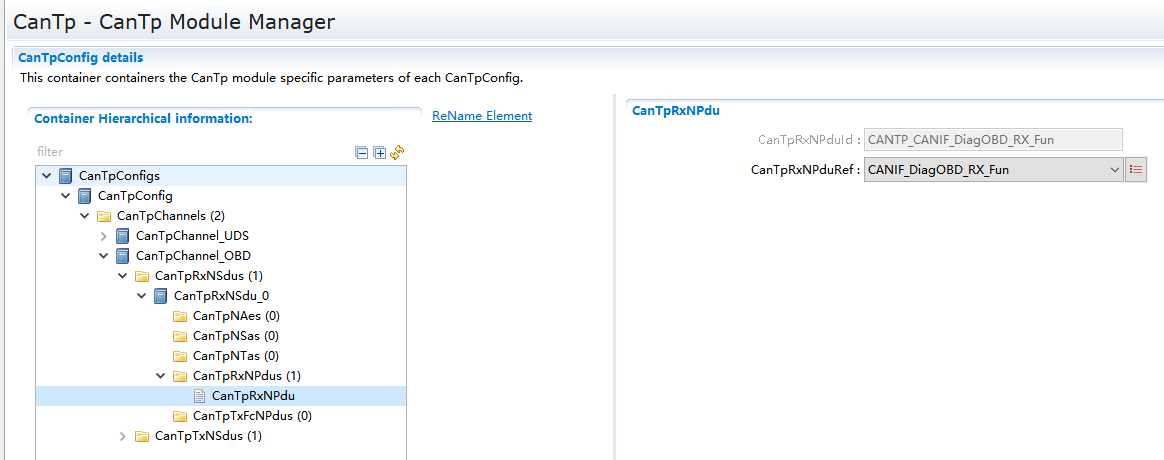 CanTp - CanTp Module Manager
CanTpConfig details
This container containers the CanTp module specific parameters of each CanTpConfig.
Container Hierarchical information:
ReName Element
filter
CanTpConfigs
CanTpConfig
CanTpChannels (2)
CanTpChannel_UDS
CanTpChannel_OBD
CanTpRxNSdus (1)
CanTpRxNSdu_0
CanTpNAes (0)
CanTpNSas (0)
CanTpNTas (0)
CanTpRxNPdus (1)
CanTpRxNPdu
CanTpTxFcNPdus (0)
CanTpTxNSdus (1)
CanTpRxNPdu
CanTpRxNPduId : CANTP_CANIF_DiagOBD_RX_Fun
CanTpRxNPduRef : CANIF_DiagOBD_RX_Fun